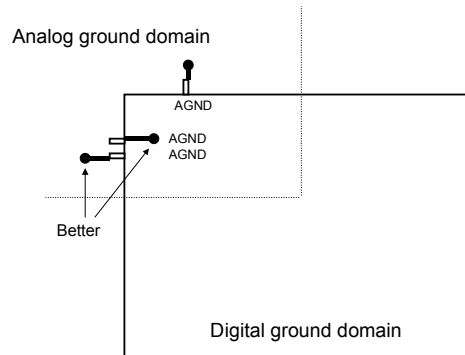 Analog ground domain
AGND
AGND
AGND
Better
Digital ground domain